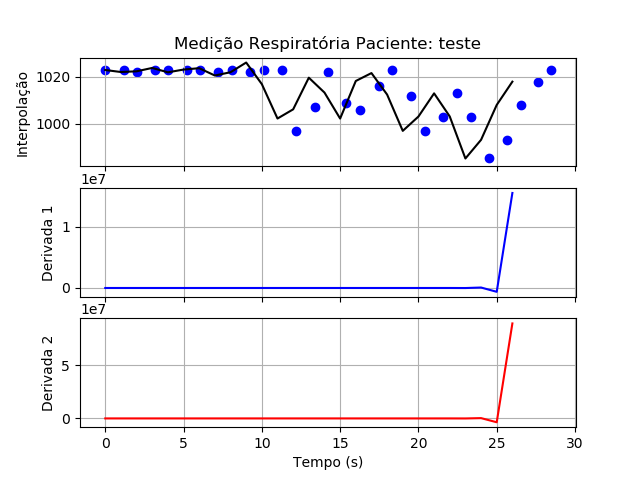 Medição Respiratória Paciente: teste
Interpolação
1020
1000
1e7
Derivada 1
1
0
1e7
Derivada 2
5
0
0 5 10 15 20 25 30
Tempo (s)